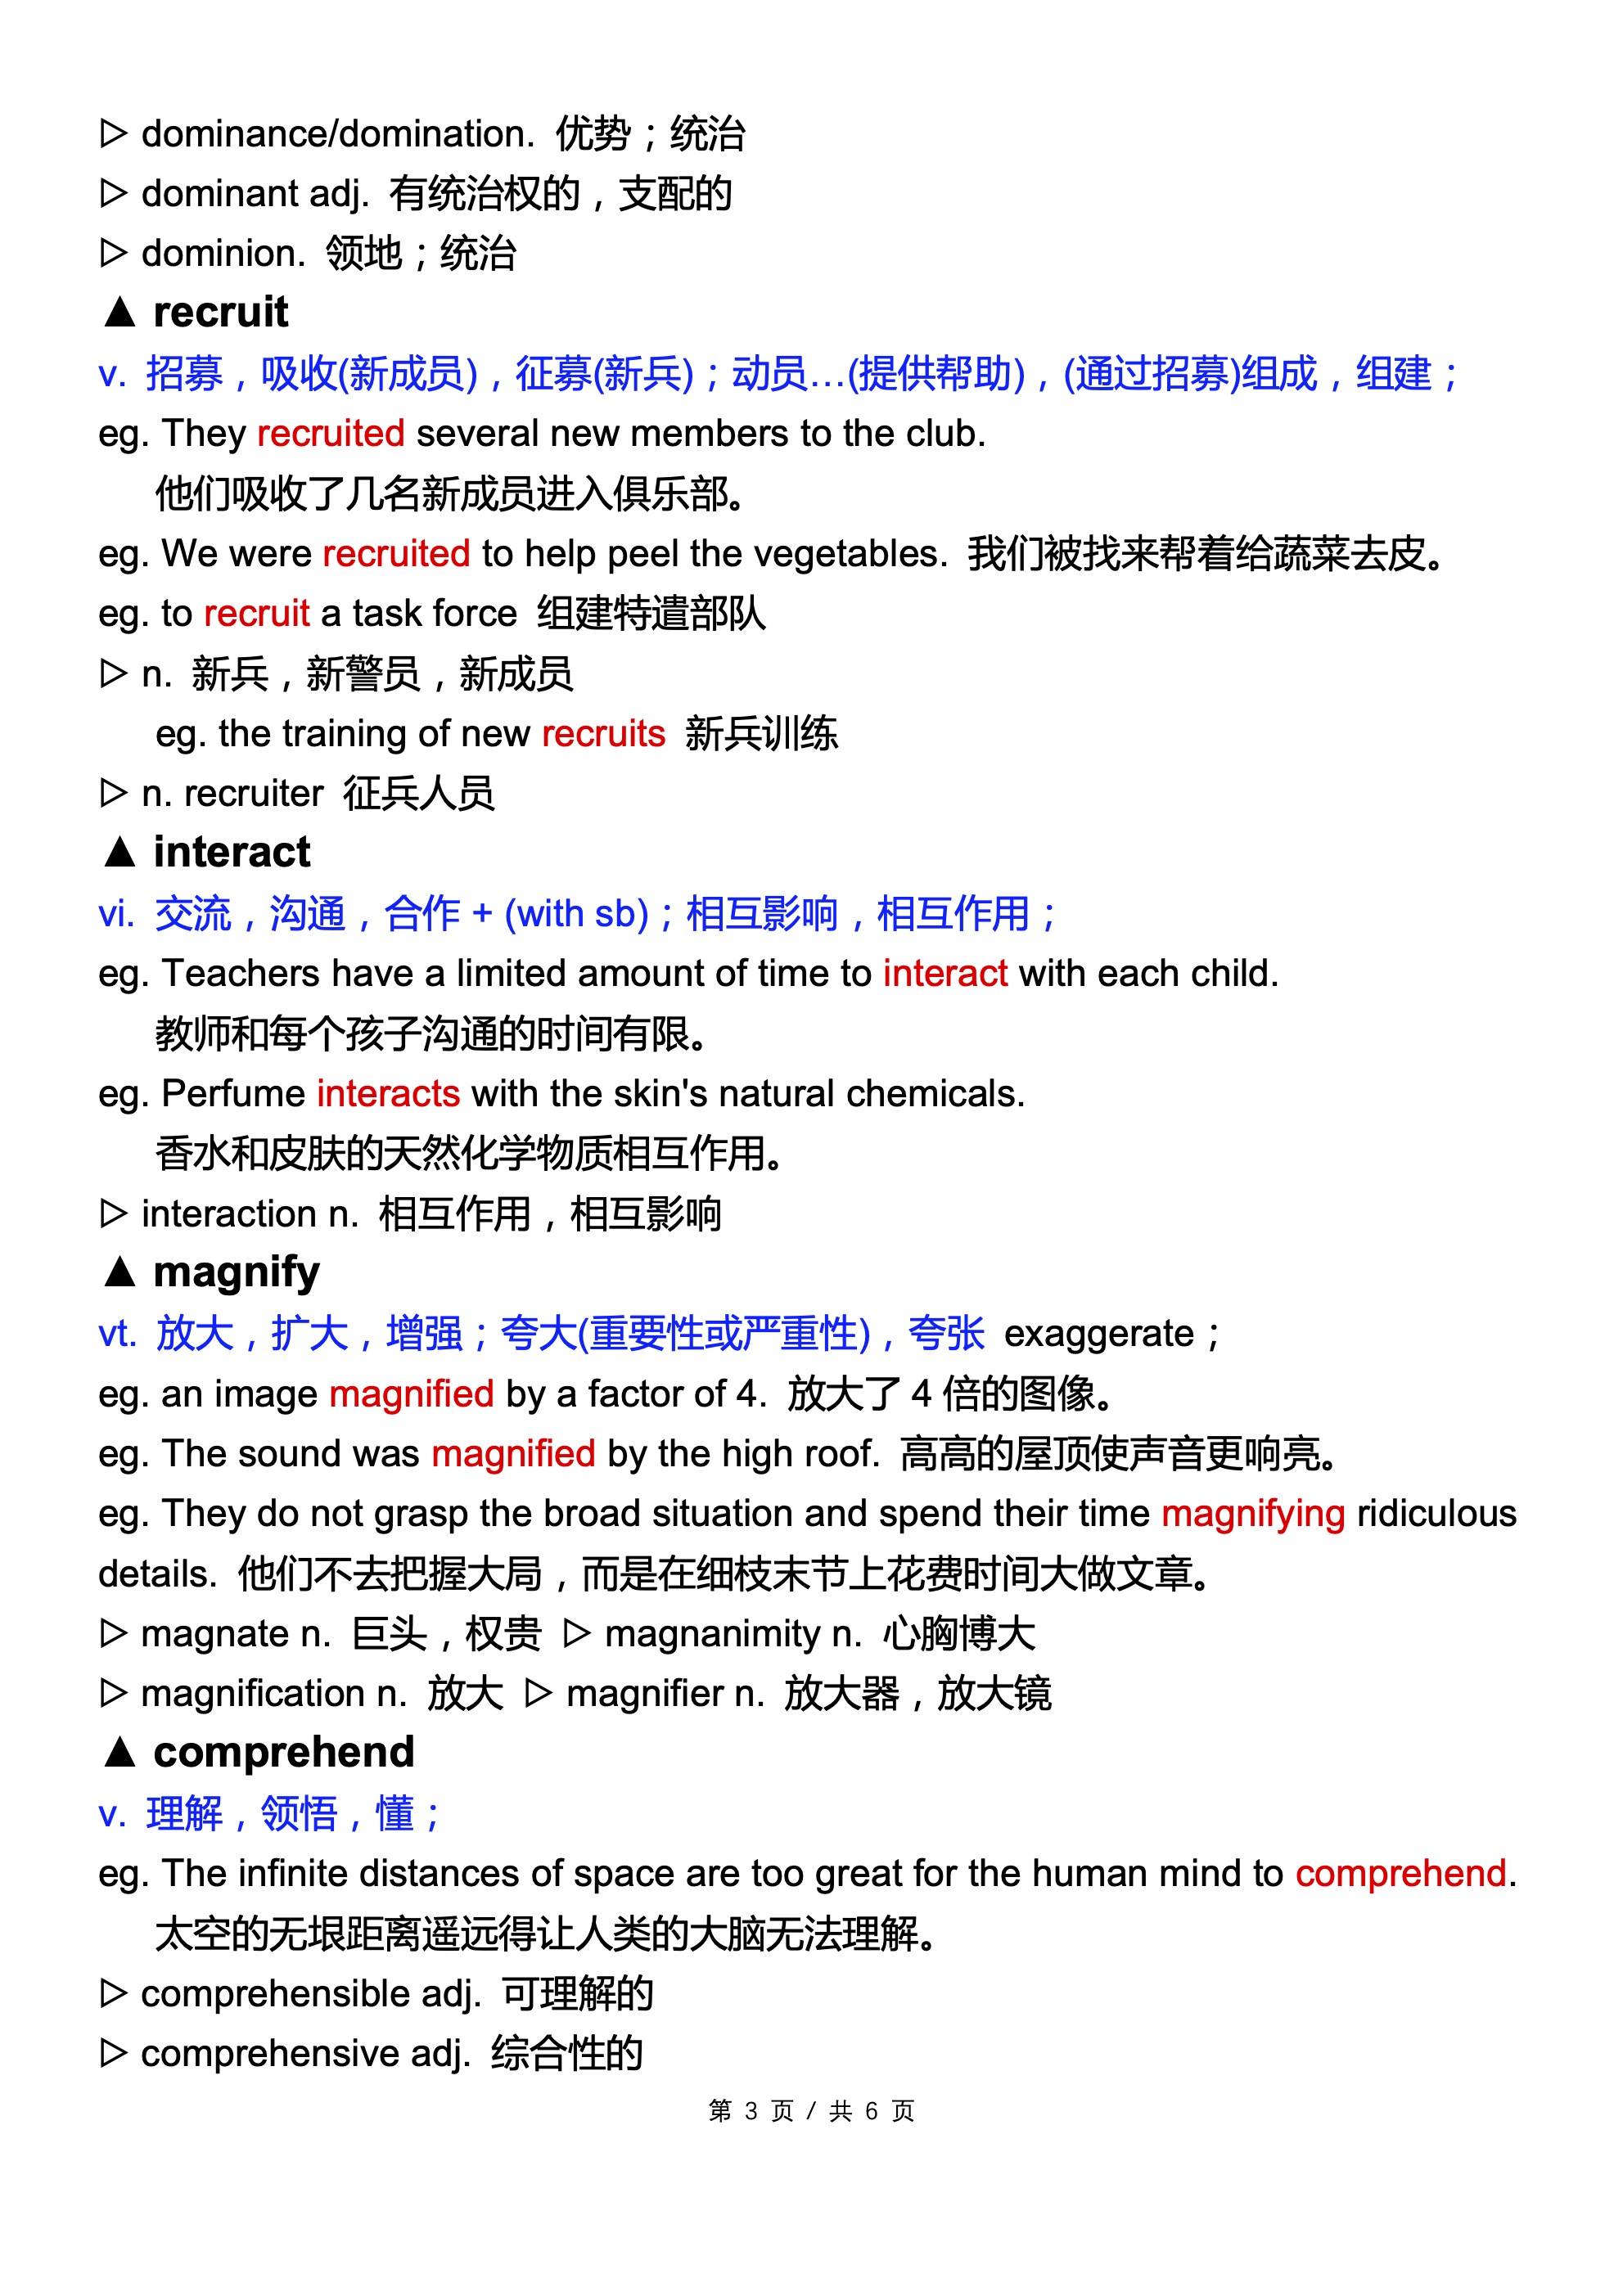 ▷ dominance/domination. 优势；统治
▷ dominant adj. 有统治权的，支配的
▷ dominion. 领地；统治
▲ recruit
v. 招募，吸收(新成员)，征募(新兵)；动员…(提供帮助)，(通过招募)组成，组建；
eg. They recruited several new members to the club.
他们吸收了几名新成员进入俱乐部。
eg. We were recruited to help peel the vegetables. 我们被找来帮着给蔬菜去皮。
eg. to recruit a task force 组建特遣部队
▷ n. 新兵，新警员，新成员
eg. the training of new recruits 新兵训练
▷ n. recruiter 征兵人员
▲ interact
vi. 交流，沟通，合作 + (with sb)；相互影响，相互作用；
eg. Teachers have a limited amount of time to interact with each child.
教师和每个孩子沟通的时间有限。
eg. Perfume interacts with the skin's natural chemicals.
香水和皮肤的天然化学物质相互作用。
▷ interaction n. 相互作用，相互影响
▲ magnify
vt. 放大，扩大，增强；夸大(重要性或严重性)，夸张 exaggerate；
eg. an image magnified by a factor of 4. 放大了 4 倍的图像。
eg. The sound was magnified by the high roof. 高高的屋顶使声音更响亮。
eg. They do not grasp the broad situation and spend their time magnifying ridiculous
details. 他们不去把握大局，而是在细枝末节上花费时间大做文章。
▷ magnate n. 巨头，权贵 ▷ magnanimity n. 心胸博大
▷ magnification n. 放大 ▷ magnifier n. 放大器，放大镜
▲ comprehend
v. 理解，领悟，懂；
eg. The infinite distances of space are too great for the human mind to comprehend.
太空的无垠距离遥远得让人类的大脑无法理解。
▷ comprehensible adj. 可理解的
▷ comprehensive adj. 综合性的
第 3 页 / 共 6 页